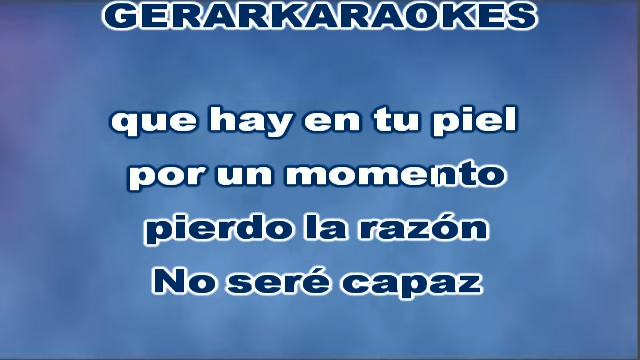 GERARKARAOKES
que hay en tu piel
por un momento
pierdo la razón
No seré capaz